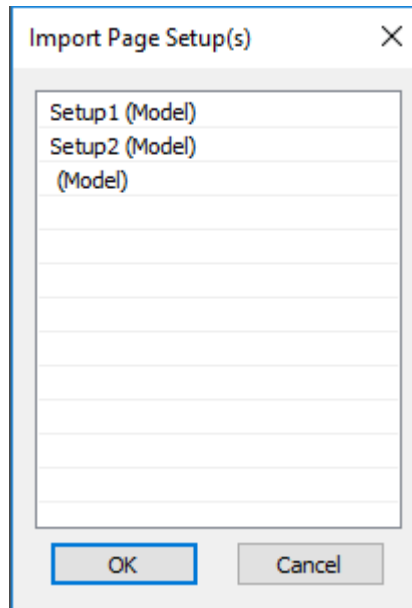 Import Page Setup(s)
Setup1 (Model)
Setup2 (Model)
(Model)
OK Cancel